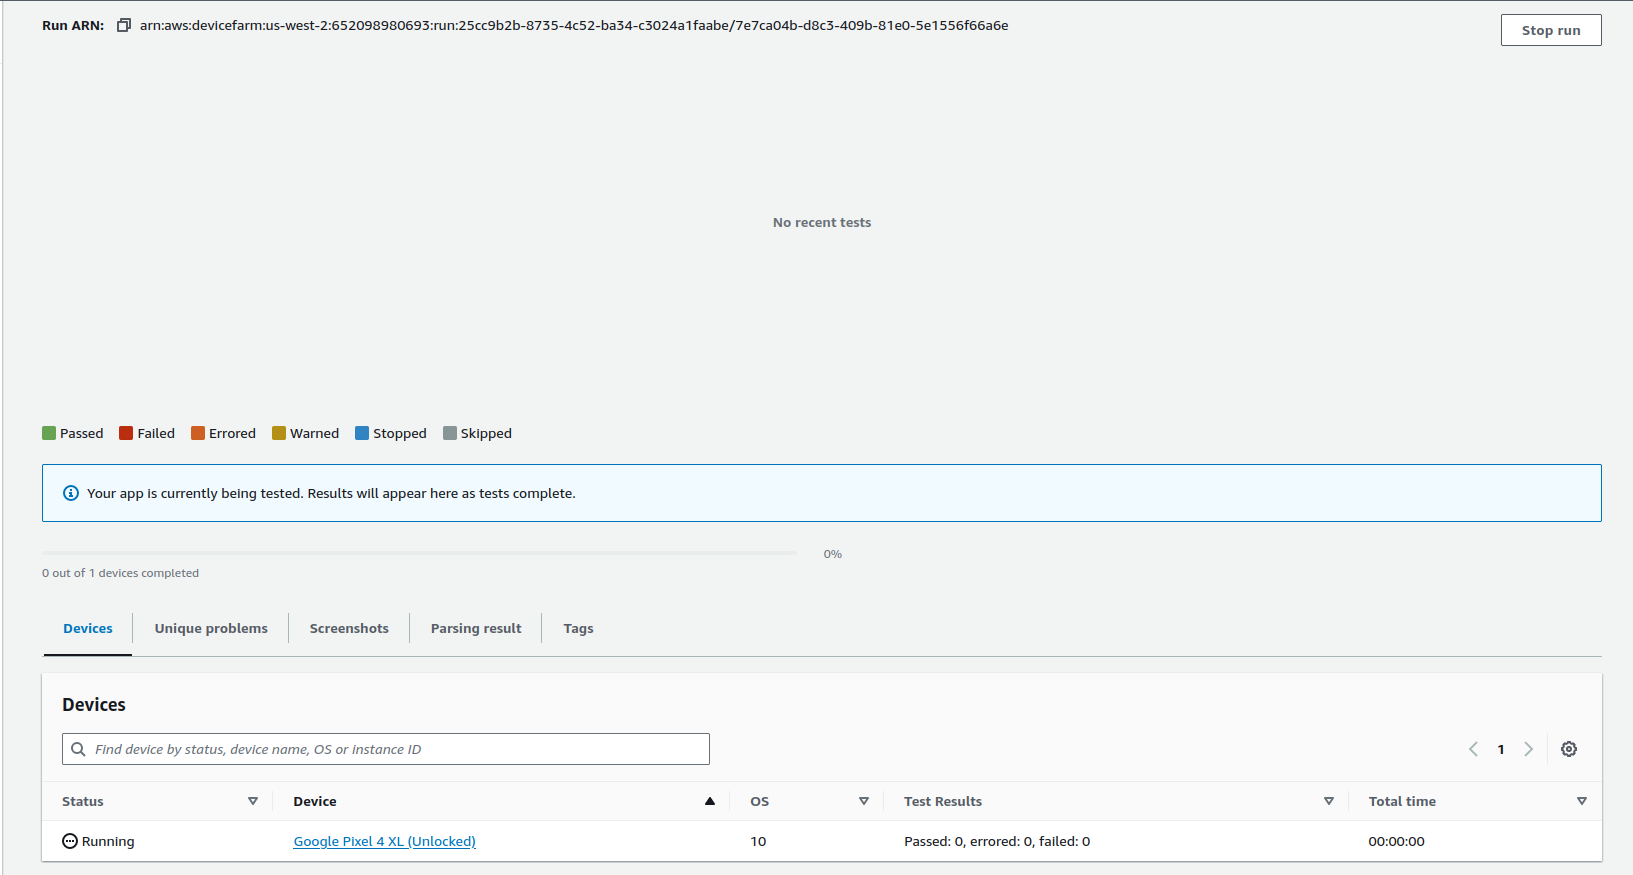 Run ARN: arn:aws:devicefarm:us-west-2:652098980693:run:25cc9b2b-8735-4c52-ba34-c3024a1faabe/7e7ca04b-d8c3-409b-81e0-5e1556f66a6e
Stop run
No recent tests
Passed Failed Errored Warned Stopped Skipped
Your app is currently being tested. Results will appear here as tests complete.
0%
0 out of 1 devices completed
Devices Unique problems Screenshots Parsing result Tags
Devices
Find device by status, device name, OS or Instance ID
1
Status Device OS Test Results Total time
Running Google Pixel 4 XL (Unlocked) 10 Passed: 0, errored: 0, failed: 0 00:00:00